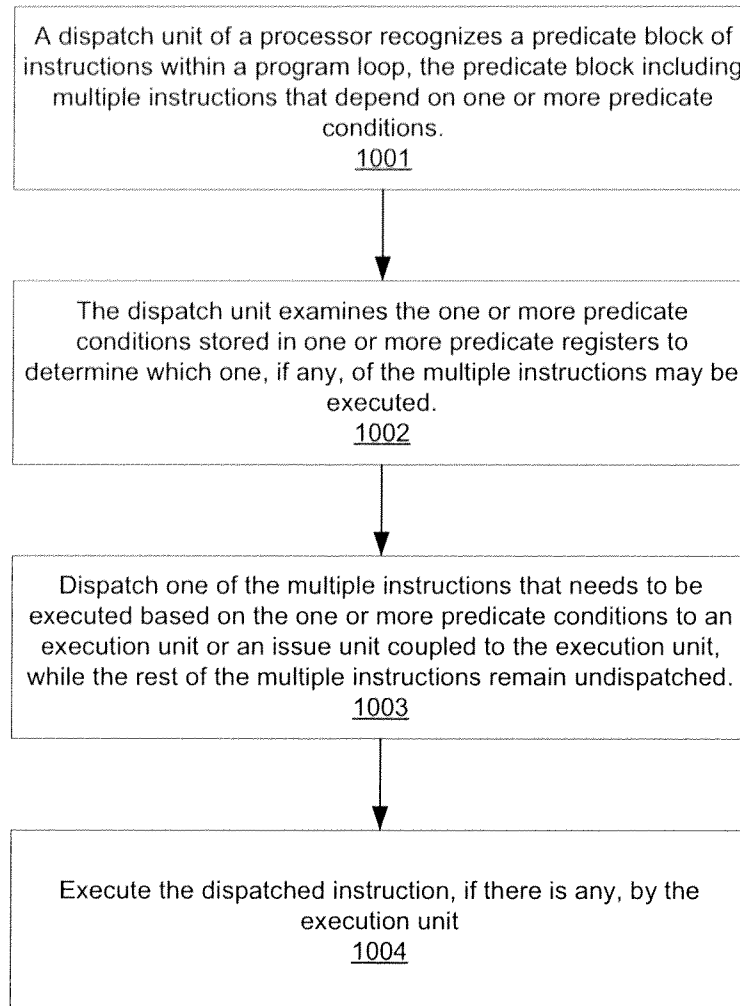 A dispatch unit of a processor recognizes a predicate block of
instructions within a program loop, the predicate block including
multiple instructions that depend on one or more predicate
conditions.
1001
The dispatch unit examines the one or more predicate
conditions stored in one or more predicate registers to
determine which one, if any, of the multiple instructions may be
executed.
1002
Dispatch one of the multiple instructions that needs to be
executed based on the one or more predicate conditions to an
execution unit or an issue unit coupled to the execution unit,
while the rest of the multiple instructions remain undispatched.
1003
Execute the dispatched instruction, if there is any, by the
execution unit
1004